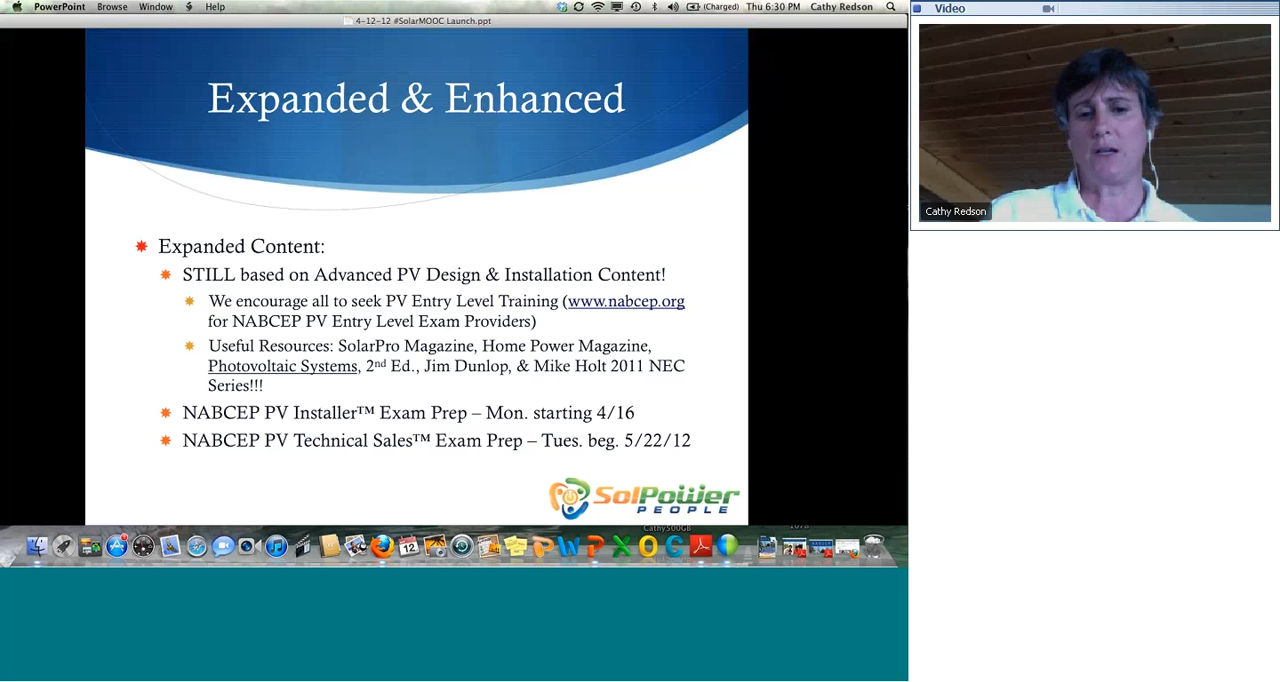 PowerPoint Browse Window Help (Charged) Thu 6:30 PM Cathy Redson
Video
4-12-12 #SolarMOOC Launch.ppt
Expanded & Enhanced
Cathy Redson
Expanded Content:
STILL based on Advanced PV Design & Installation Content!
We encourage all to seek PV Entry Level Training (www.nabcep.org
for NABCEP PV Entry Level Exam Providers)
Useful Resources: SolarPro Magazine, Home Power Magazine,
Photovoltaic Systems, 2nd Ed., Jim Dunlop, & Mike Holt 2011 NEC
Series!!!
NABCEP PV Installer™ Exam Prep – Mon. starting 4/16
NABCEP PV Technical Sales™ Exam Prep – Tues. beg. 5/22/12
SolPower
PEOPLE
Cathy500GB